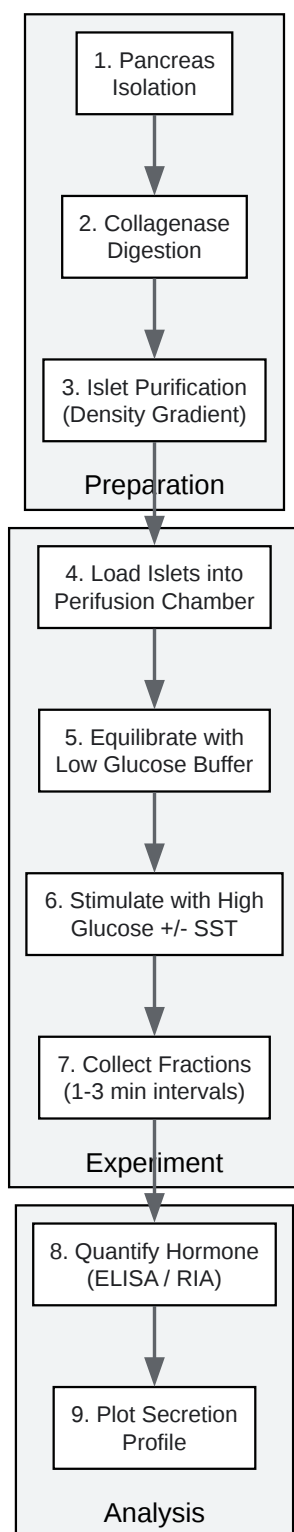 1. Pancreas
Isolation
2. Collagenase
Digestion
3. Islet Purification
(Density Gradient)
Preparation
4. Load Islets into
Perifusion Chamber
5. Equilibrate with
Low Glucose Buffer
6. Stimulate with High
Glucose +/- SST
7. Collect Fractions
(1-3 min intervals)
Experiment
8. Quantify Hormone
(ELISA / RIA)
9. Plot Secretion
Profile
Analysis